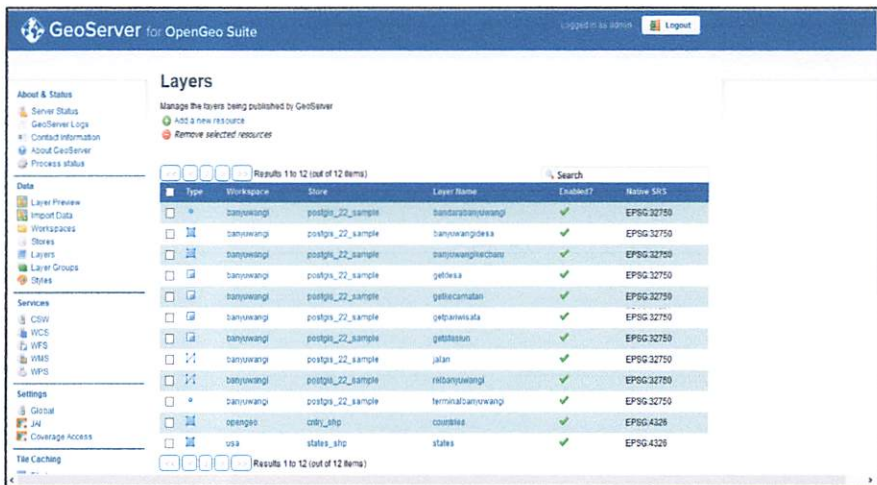 GeoServer for OpenGeo Suite
Logged in as admin.
Logout
About & Status
Server Status
GeoServer Logs
Contact Information
About GeoServer
Process status
Data
Layer Preview
Import Data
Workspaces
Stores
Layers
Layer Groups
Styles
Services
CSW
WCS
WFS
WMS
WPS
Settings
Global
JAI
Coverage Access
Tile Caching
Layers
Manage the layers being published by GeoServer
Add a new resource
Remove selected resources
<< < 1 > >> Results 1 to 12 (out of 12 items)
Search
Type Workspace Store Layer Name Enabled? Native SRS
banyuwangi postgis_22_sample bandarabanyuwangi EPSG:32750
banyuwangi postgis_22_sample banyuwangidesa EPSG:32750
banyuwangi postgis_22_sample banyuwangikecbaru EPSG:32750
banyuwangi postgis_22_sample getdesa EPSG:32750
banyuwangi postgis_22_sample getkecamatan EPSG:32750
banyuwangi postgis_22_sample getpariwisata EPSG:32750
banyuwangi postgis_22_sample getstasiun EPSG:32750
banyuwangi postgis_22_sample jalan EPSG:32750
banyuwangi postgis_22_sample relbanyuwangi EPSG:32750
banyuwangi postgis_22_sample terminalbanyuwangi EPSG:32750
opengeo cntry_shp countries EPSG:4326
usa states_shp states EPSG:4326
<< < 1 > >> Results 1 to 12 (out of 12 items)